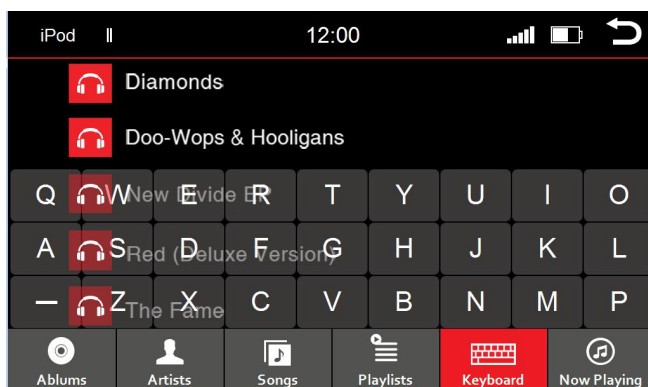 iPod || 12:00
Diamonds
Doo-Wops & Hooligans
New Divide EP
Q W E R T Y U I O
Red (Deluxe Version)
A S D F G H J K L
The Fame
— Z X C V B N M P
Ablums Artists Songs Playlists Keyboard Now Playing